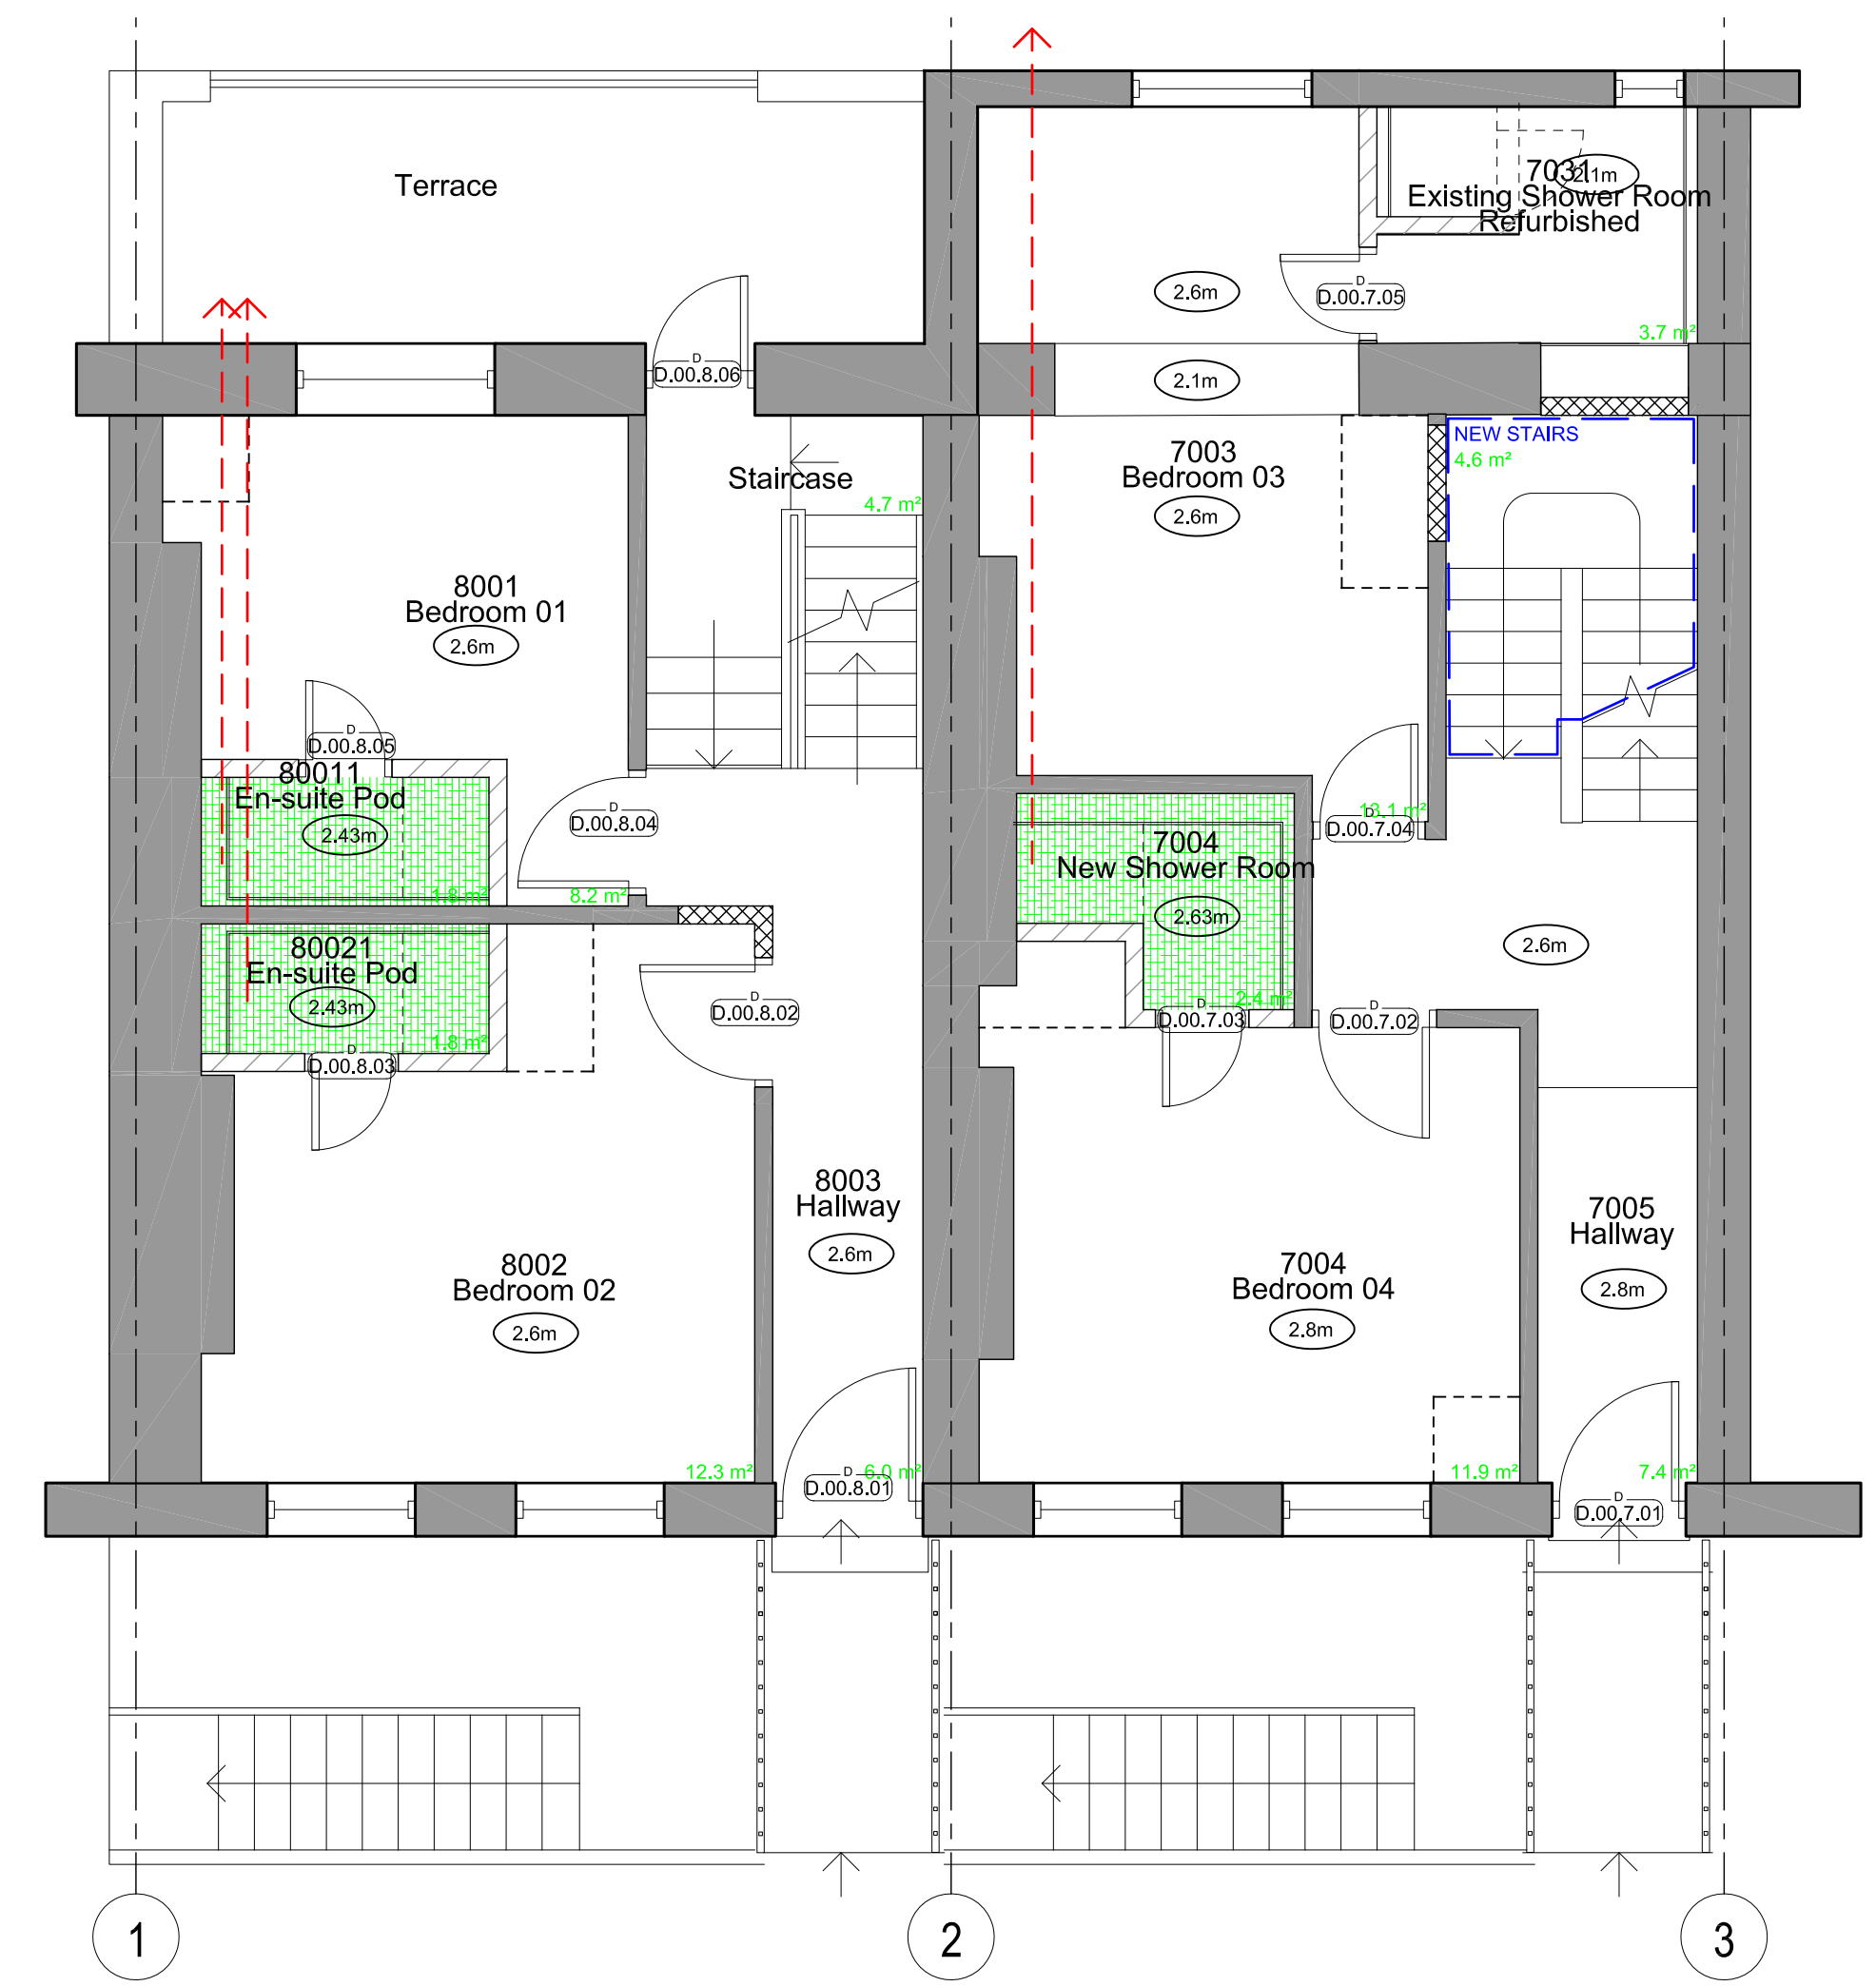 Terrace
7031
2.1m
Existing Shower Room
Refurbished
2.6m
D
D.00.7.05
3.7 m²
D
D.00.8.06
2.1m
NEW STAIRS
4.6 m²
7003
Bedroom 03
2.6m
Staircase
4.7 m²
8001
Bedroom 01
2.6m
D
D.00.8.05
80011
En-suite Pod
2.43m
1.8 m²
D
D.00.8.04
8.2 m²
13.1 m²
D
D.00.7.04
7004
New Shower Room
2.63m
2.4 m²
2.6m
80021
En-suite Pod
2.43m
1.8 m²
D
D.00.8.03
D
D.00.8.02
D
D.00.7.03
D
D.00.7.02
8003
Hallway
2.6m
7005
Hallway
2.8m
8002
Bedroom 02
2.6m
7004
Bedroom 04
2.8m
12.3 m²
6.0 m²
D
D.00.8.01
11.9 m²
7.4 m²
D
D.00.7.01
1
2
3